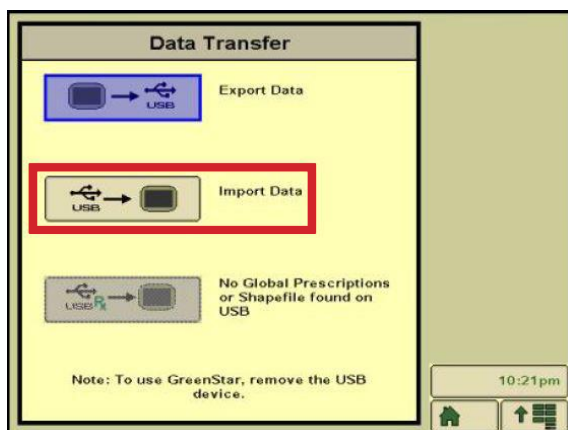 Data Transfer
USB
Export Data
USB
Import Data
USB Rx
No Global Prescriptions
or Shapefile found on
USB
Note: To use GreenStar, remove the USB
device.
10:21pm